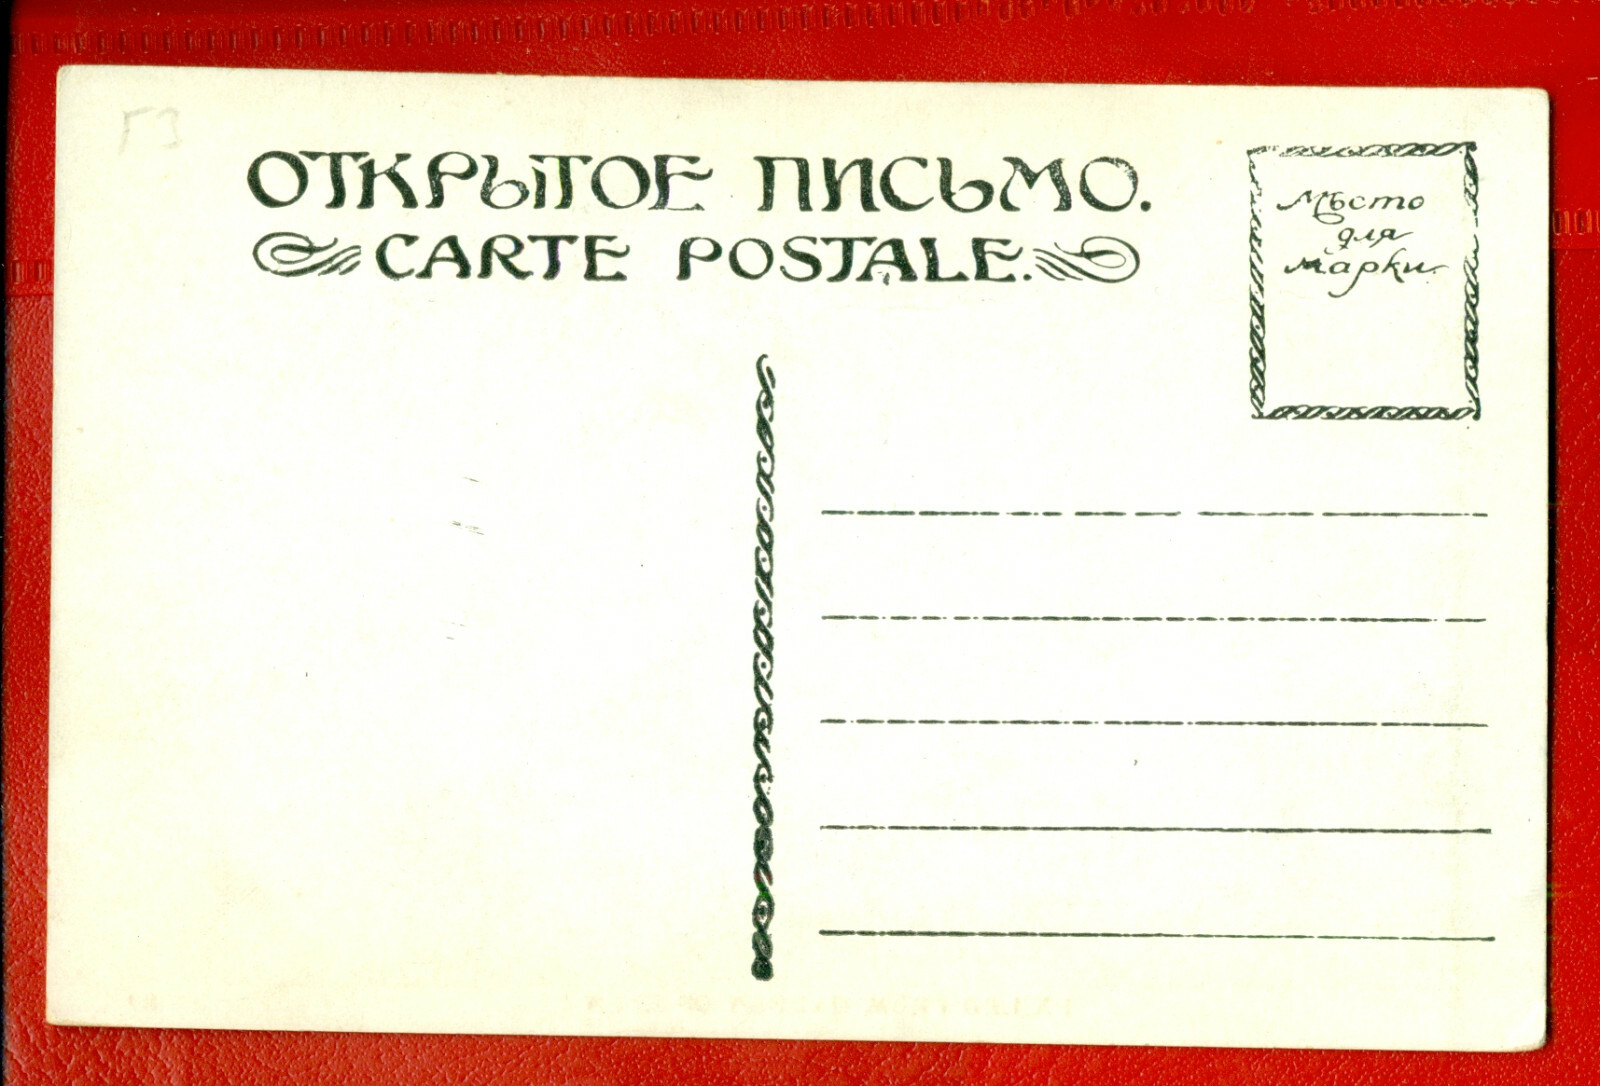 ОТКРЫТОЕ ПИСЬМО.
CARTE POSTALE.
Мѣсто
для
марки.